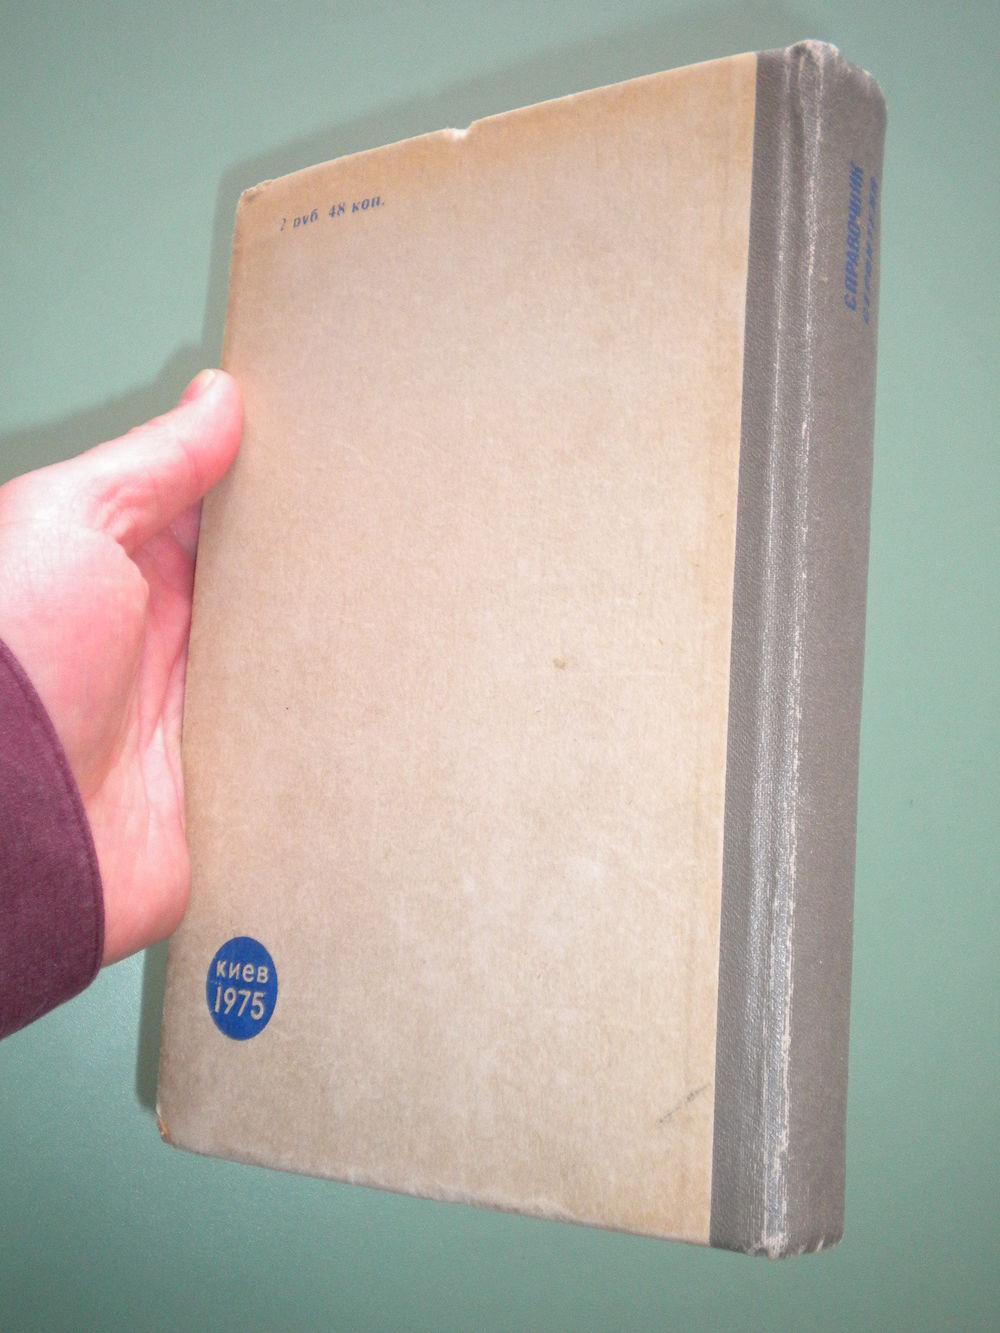 2 руб. 48 коп.
СПРАВОЧНИК
киев
1975